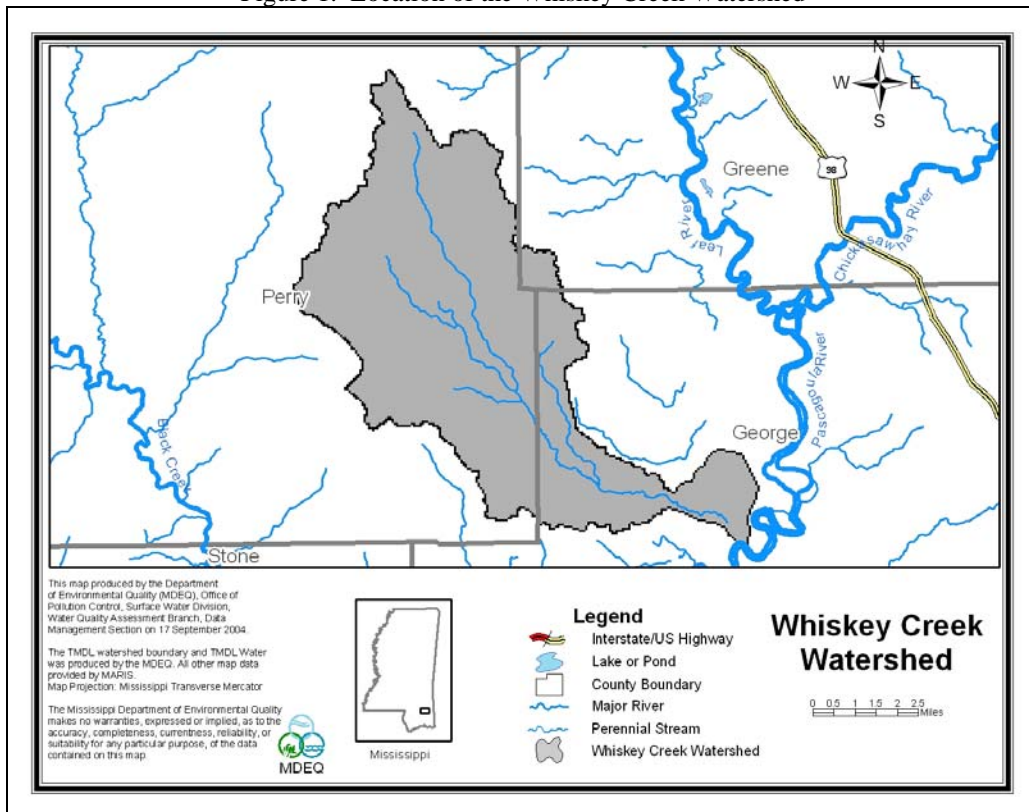 Figure 1. Location of the Whiskey Creek Watershed
N
W E
S
Greene
98
Leaf River
Chickasawhay River
Perry
Pascagoula River
George
Black Creek
Stone
This map produced by the Department
of Environmental Quality (MDEQ), Office of
Pollution Control, Surface Water Division,
Water Quality Assessment Branch, Data
Management Section on 17 September 2004.
The TMDL watershed boundary and TMDL Water
was produced by the MDEQ. All other map data
provided by MARIS.
Map Projection: Mississippi Transverse Mercator
The Mississippi Department of Environmental Quality
makes no warranties, expressed or implied, as to the
accuracy, completeness, currentness, reliability, or
suitability for any particular purpose, of the data
contained on this map.
MDEQ
Mississippi
Legend
Interstate/US Highway
Lake or Pond
County Boundary
Major River
Perennial Stream
Whiskey Creek Watershed
Whiskey Creek
Watershed
0 0.5 1 1.5 2 2.5
Miles